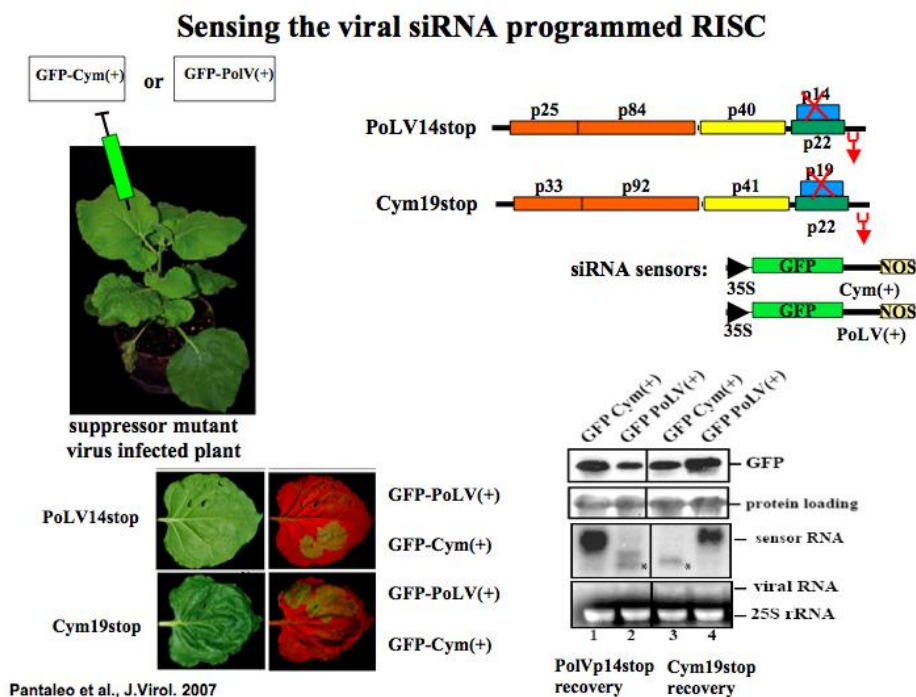 Sensing the viral siRNA programmed RISC
GFP-Cym(+)
or
GFP-PolV(+)
suppressor mutant
virus infected plant
p14
p25 p84 p40
PoLV14stop
p22
p19
p33 p92 p41
Cym19stop
p22
siRNA sensors:
GFP NOS
35S Cym(+)
GFP NOS
35S PoLV(+)
PoLV14stop
GFP-PoLV(+)
GFP-Cym(+)
Cym19stop
GFP-PoLV(+)
GFP-Cym(+)
GFP Cym(+)
GFP PoLV(+)
GFP Cym(+)
GFP PoLV(+)
GFP
protein loading
sensor RNA
* *
viral RNA
25S rRNA
1 2 3 4
PolVp14stop
recovery
Cym19stop
recovery
Pantaleo et al., J.Virol. 2007